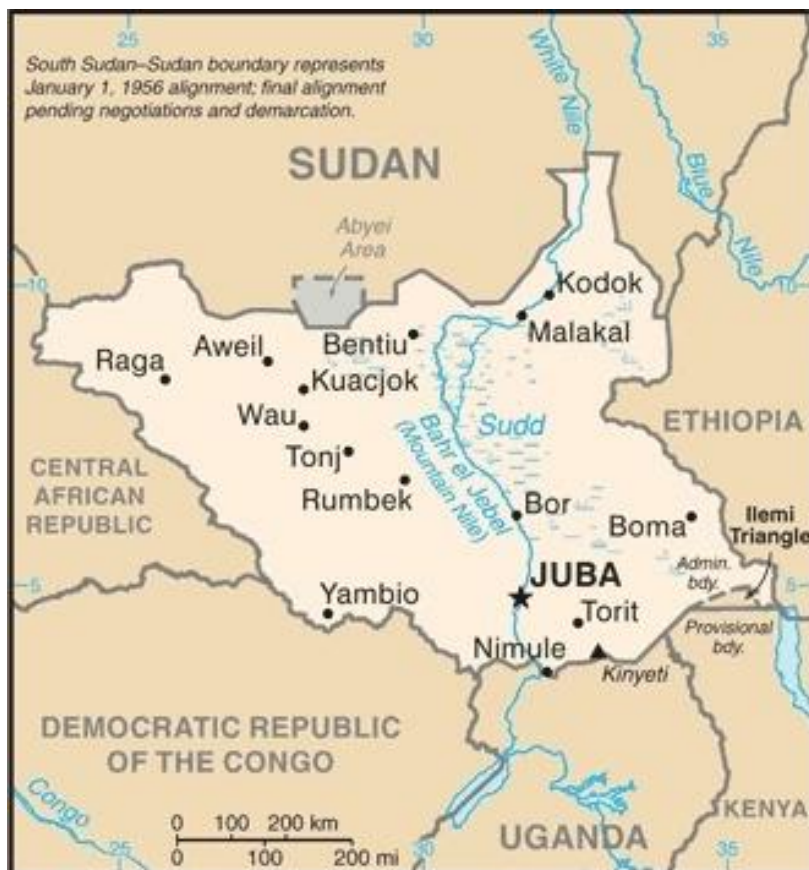 25
30
35
South Sudan–Sudan boundary represents
January 1, 1956 alignment; final alignment
pending negotiations and demarcation.
White Nile
SUDAN
Blue
Nile
Abyei
Area
10
10
Kodok
Malakal
Bentiu
Aweil
Raga
Kuacjok
Wau
Tonj
Rumbek
Sudd
Bahr el Jebel
(Mountain Nile)
ETHIOPIA
CENTRAL
AFRICAN
REPUBLIC
Bor
Boma
Ilemi
Triangle
Admin.
bdy.
5
5
JUBA
Yambio
Torit
Nimule
Kinyeti
Provisional
bdy.
DEMOCRATIC REPUBLIC
OF THE CONGO
Congo
0 100 200 km
0 100 200 mi
UGANDA
KENYA
25
30
35